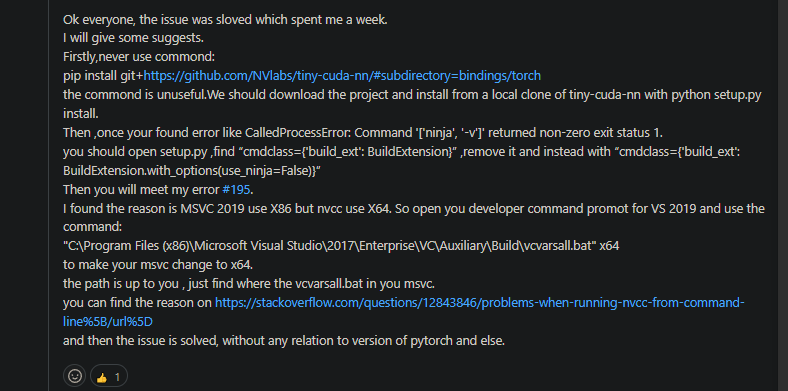 Ok everyone, the issue was sloved which spent me a week.
I will give some suggests.
Firstly,never use commond:
pip install git+https://github.com/NVlabs/tiny-cuda-nn/#subdirectory=bindings/torch
the commond is unuseful.We should download the project and install from a local clone of tiny-cuda-nn with python setup.py
install.
Then ,once your found error like CalledProcessError: Command '['ninja', '-v']' returned non-zero exit status 1.
you should open setup.py ,find “cmdclass={'build_ext': BuildExtension}” ,remove it and instead with “cmdclass={'build_ext':
BuildExtension.with_options(use_ninja=False)}”
Then you will meet my error #195.
I found the reason is MSVC 2019 use X86 but nvcc use X64. So open you developer command promot for VS 2019 and use the
command:
"C:\Program Files (x86)\Microsoft Visual Studio\2017\Enterprise\VC\Auxiliary\Build\vcvarsall.bat" x64
to make your msvc change to x64.
the path is up to you , just find where the vcvarsall.bat in you msvc.
you can find the reason on https://stackoverflow.com/questions/12843846/problems-when-running-nvcc-from-command-
line%5B/url%5D
and then the issue is solved, without any relation to version of pytorch and else.
1